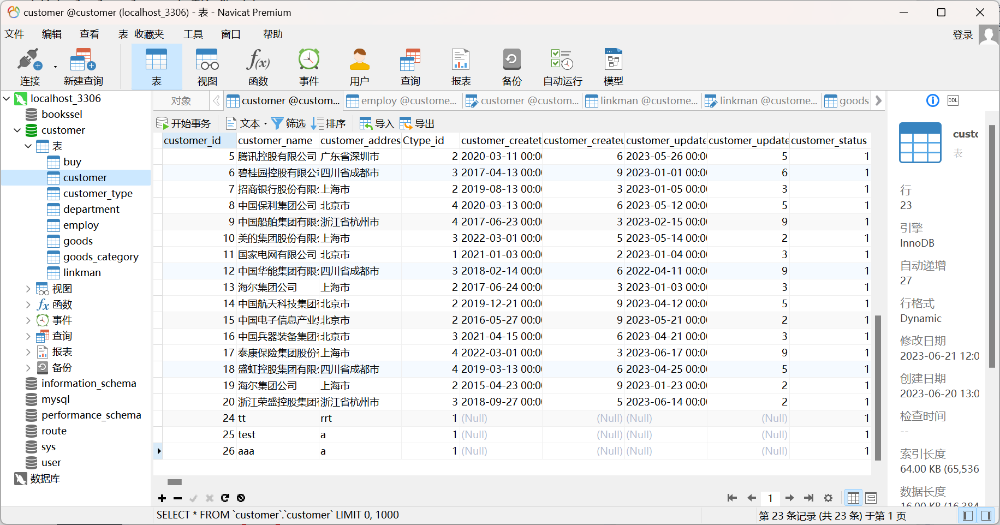 customer @customer (localhost_3306) - 表 - Navicat Premium
文件 编辑 查看 表 收藏夹 工具 窗口 帮助 登录
连接 新建查询 表 视图 函数 事件 用户 查询 报表 备份 自动运行 模型
对象 customer @custom... employ @custome... customer @custom... linkman @custome... linkman @custome... goods
DDL
开始事务 文本 筛选 排序 导入 导出
localhost_3306
bookssel
customer
表
buy
customer
customer_type
department
employ
goods
goods_category
linkman
视图
函数
事件
查询
报表
备份
information_schema
mysql
performance_schema
route
sys
user
数据库
customer_id customer_name customer_addres Ctype_id customer_createt customer_createu customer_update customer_update customer_status
5 腾讯控股有限公司 广东省深圳市 2 2020-03-11 00:0 6 2023-05-26 00:0 5 1
6 碧桂园控股有限公 四川省成都市 3 2017-04-13 00:0 9 2023-01-01 00:0 6 1
7 招商银行股份有限 上海市 2 2019-08-13 00:0 3 2023-01-05 00:0 3 1
8 中国保利集团公司 北京市 4 2020-03-13 00:0 6 2023-05-12 00:0 5 1
9 中国船舶集团有限 浙江省杭州市 4 2017-06-23 00:0 3 2023-02-15 00:0 9 1
10 美的集团股份有限 上海市 3 2022-03-01 00:0 5 2023-05-14 00:0 2 1
11 国家电网有限公司 北京市 1 2021-01-03 00:0 2 2023-01-04 00:0 3 1
12 中国华能集团有限 四川省成都市 3 2018-02-14 00:0 6 2022-04-11 00:0 9 1
13 海尔集团公司 上海市 2 2017-06-24 00:0 3 2023-01-03 00:0 3 1
14 中国航天科技集团 北京市 2 2019-12-21 00:0 9 2023-04-12 00:0 5 1
15 中国电子信息产业 北京市 2 2016-05-27 00:0 9 2023-05-21 00:0 2 1
16 中国兵器装备集团 北京市 3 2021-04-15 00:0 6 2023-04-21 00:0 3 1
17 泰康保险集团股份 上海市 4 2022-03-01 00:0 3 2023-06-17 00:0 9 1
18 盛虹控股集团有限 四川省成都市 4 2019-03-13 00:0 6 2023-04-25 00:0 5 1
19 海尔集团公司 上海市 2 2015-04-23 00:0 9 2023-01-23 00:0 2 1
20 浙江荣盛控股集团 浙江省杭州市 3 2018-09-27 00:0 5 2023-06-14 00:0 2 1
24 tt rrt 1 (Null) (Null) (Null) (Null) 1
25 test a 1 (Null) (Null) (Null) (Null) 1
26 aaa a 1 (Null) (Null) (Null) (Null) 1
1
SELECT * FROM `customer`.`customer` LIMIT 0, 1000
第 23 条记录 (共 23 条) 于第 1 页
custo
表
行
23
引擎
InnoDB
自动递增
27
行格式
Dynamic
修改日期
2023-06-21 12:0
创建日期
2023-06-20 13:0
检查时间
--
索引长度
64.00 KB (65,536
数据长度
16.00 KB (16,384